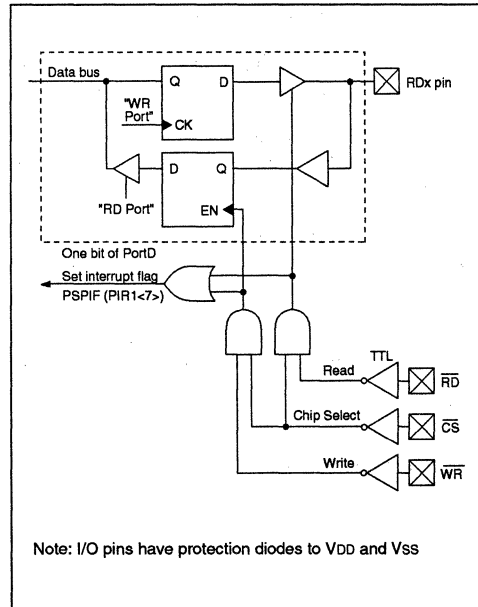 Data bus
Q
D
RDx pin
"WR
Port"
CK
D
Q
"RD Port"
EN
One bit of PortD
Set interrupt flag
PSPIF (PIR1<7>)
TTL
Read
RD
Chip Select
CS
Write
WR
Note: I/O pins have protection diodes to VDD and VSS